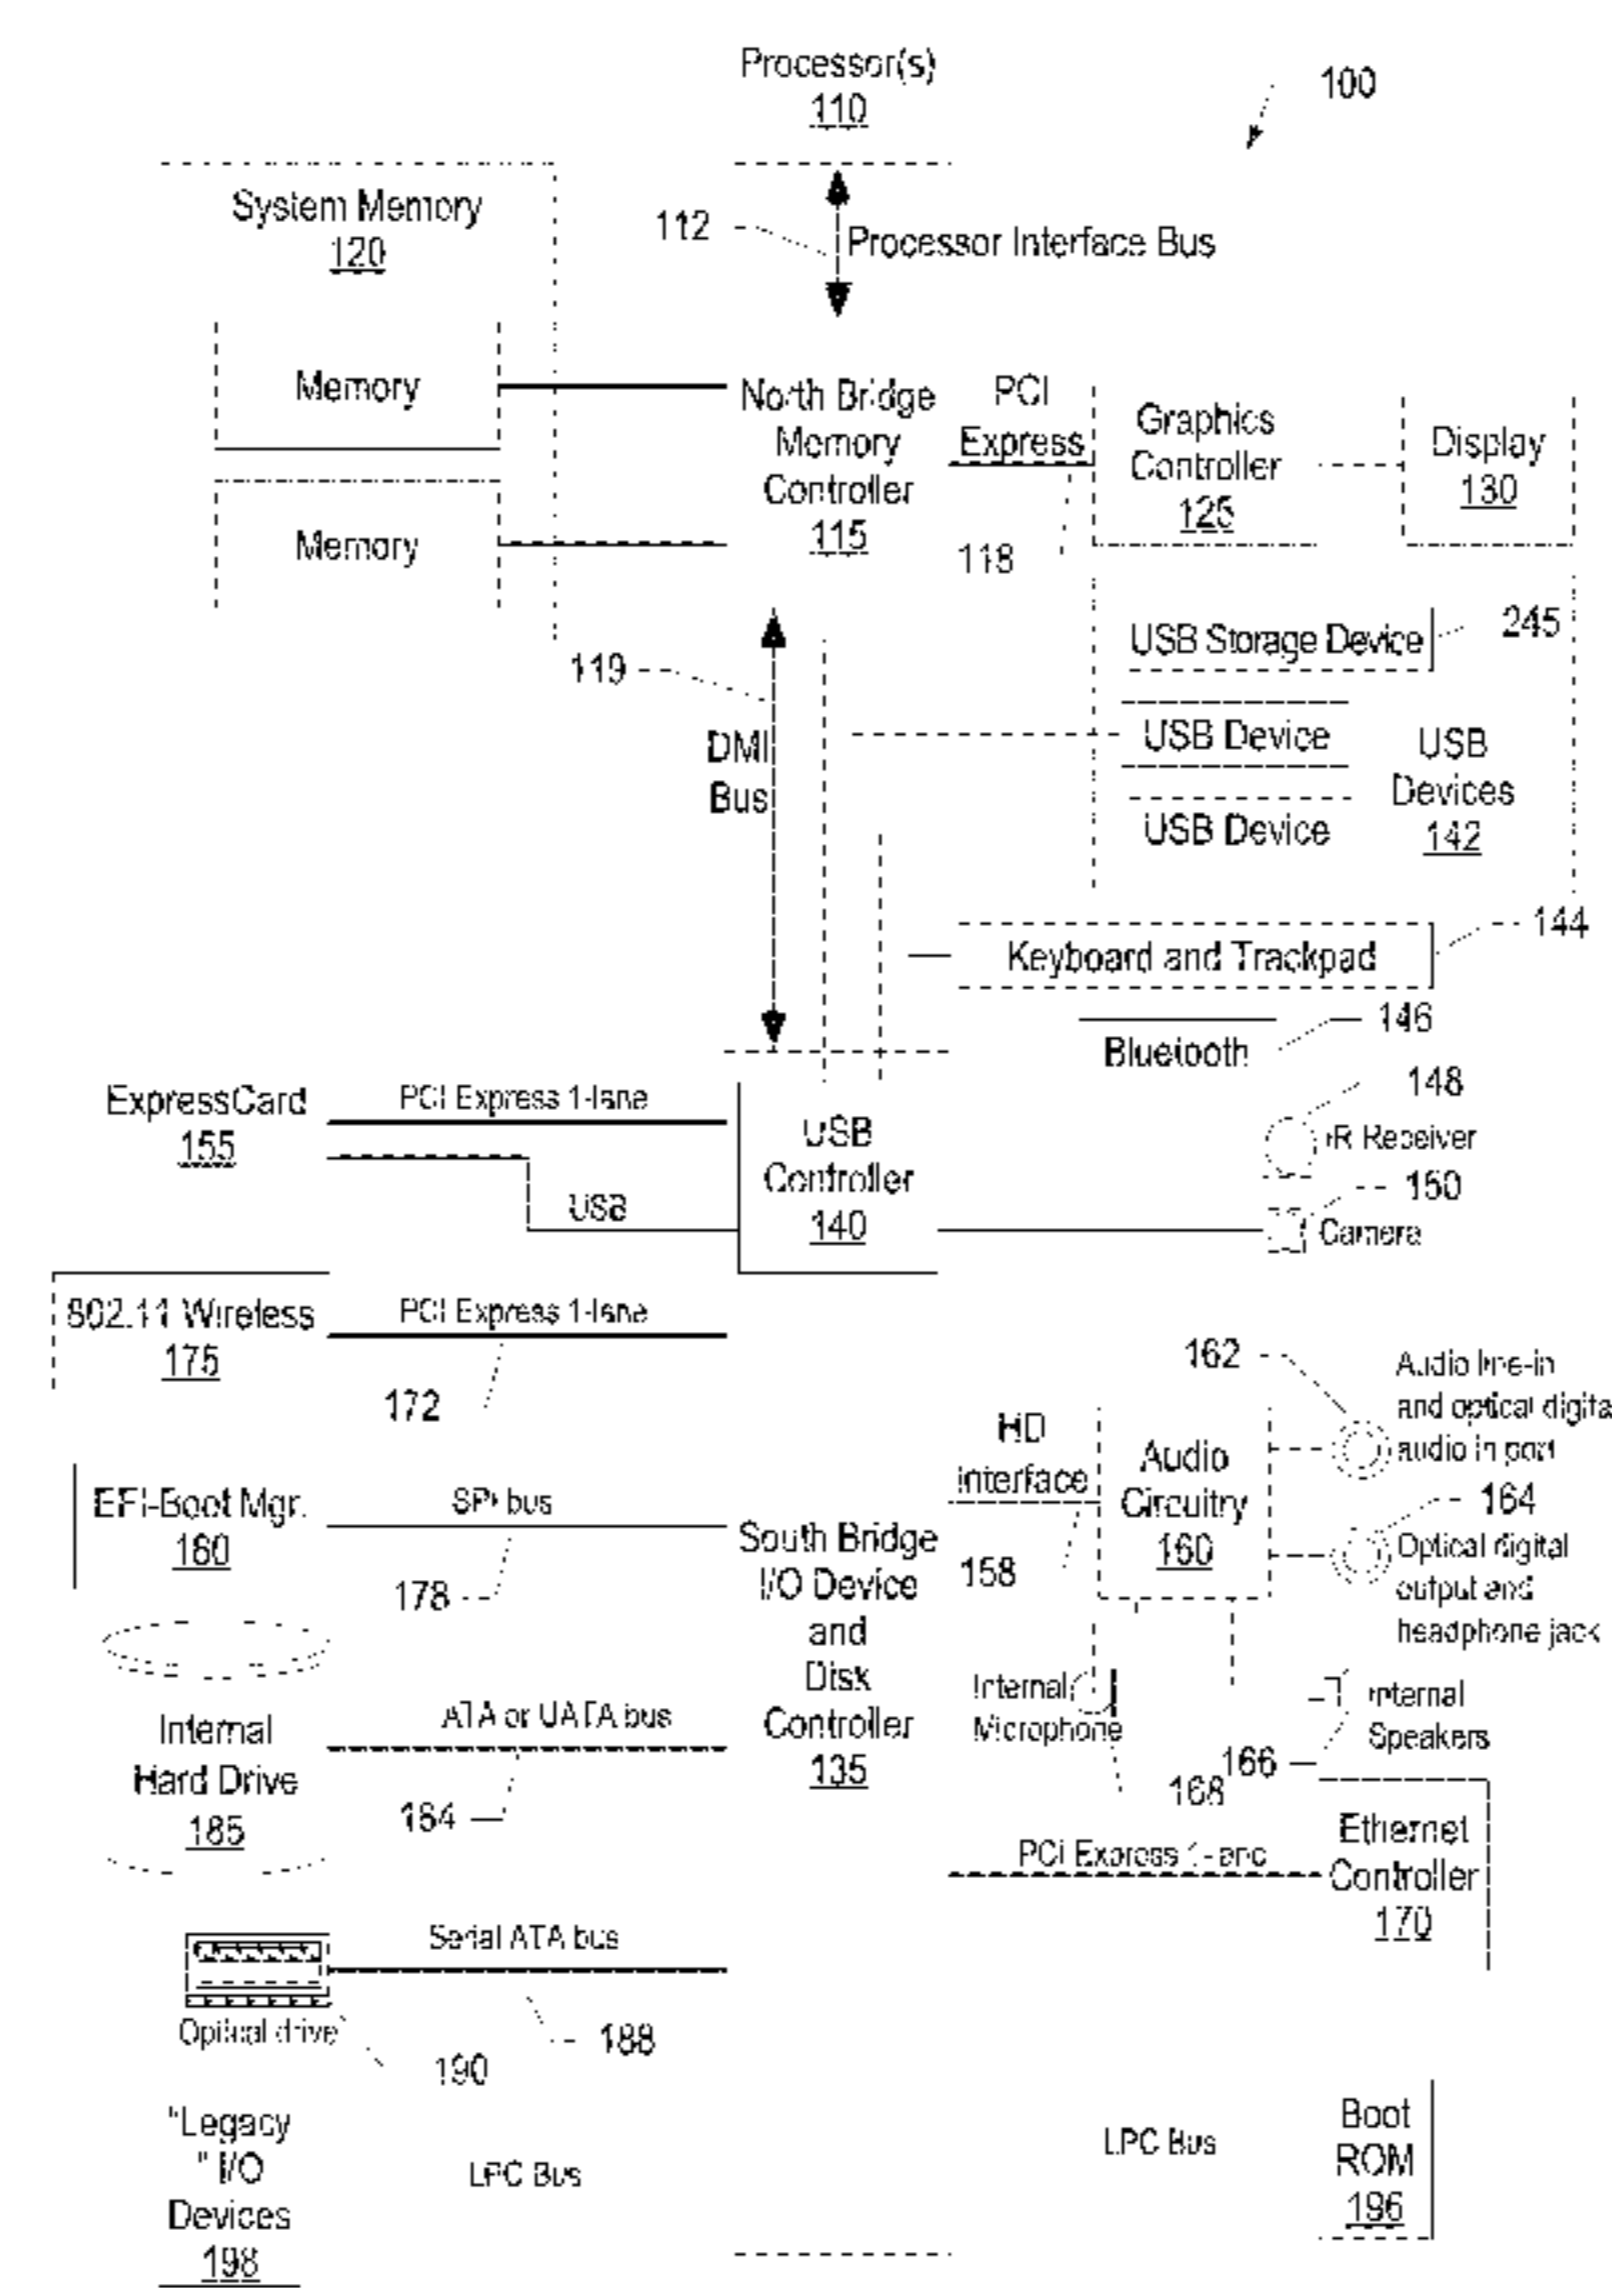 Processor(s)
110
100
System Memory
120
112
Processor Interface Bus
Memory
Memory
North Bridge
Memory
Controller
115
PCI
Express
118
Graphics
Controller
125
Display
130
119
DMI
Bus
USB Storage Device
245
USB Device
USB Device
USB
Devices
142
Keyboard and Trackpad
144
Bluetooth
146
148
IR Receiver
150
Camera
ExpressCard
155
PCI Express 1-lane
USB
USB
Controller
140
802.11 Wireless
175
PCI Express 1-lane
172
EFI-Boot Mgr.
180
SPI bus
178
South Bridge
I/O Device
and
Disk
Controller
135
HD
interface
158
Audio
Circuitry
160
162
Audio line-in
and optical digita
audio in port
164
Optical digital
output and
headphone jack
Internal
Microphone
168
166
Internal
Speakers
Internal
Hard Drive
185
ATA or UATA bus
184
PCI Express 1-lane
Ethernet
Controller
170
Serial ATA bus
188
Optical drive
190
"Legacy
" I/O
Devices
198
LPC Bus
LPC Bus
Boot
ROM
196